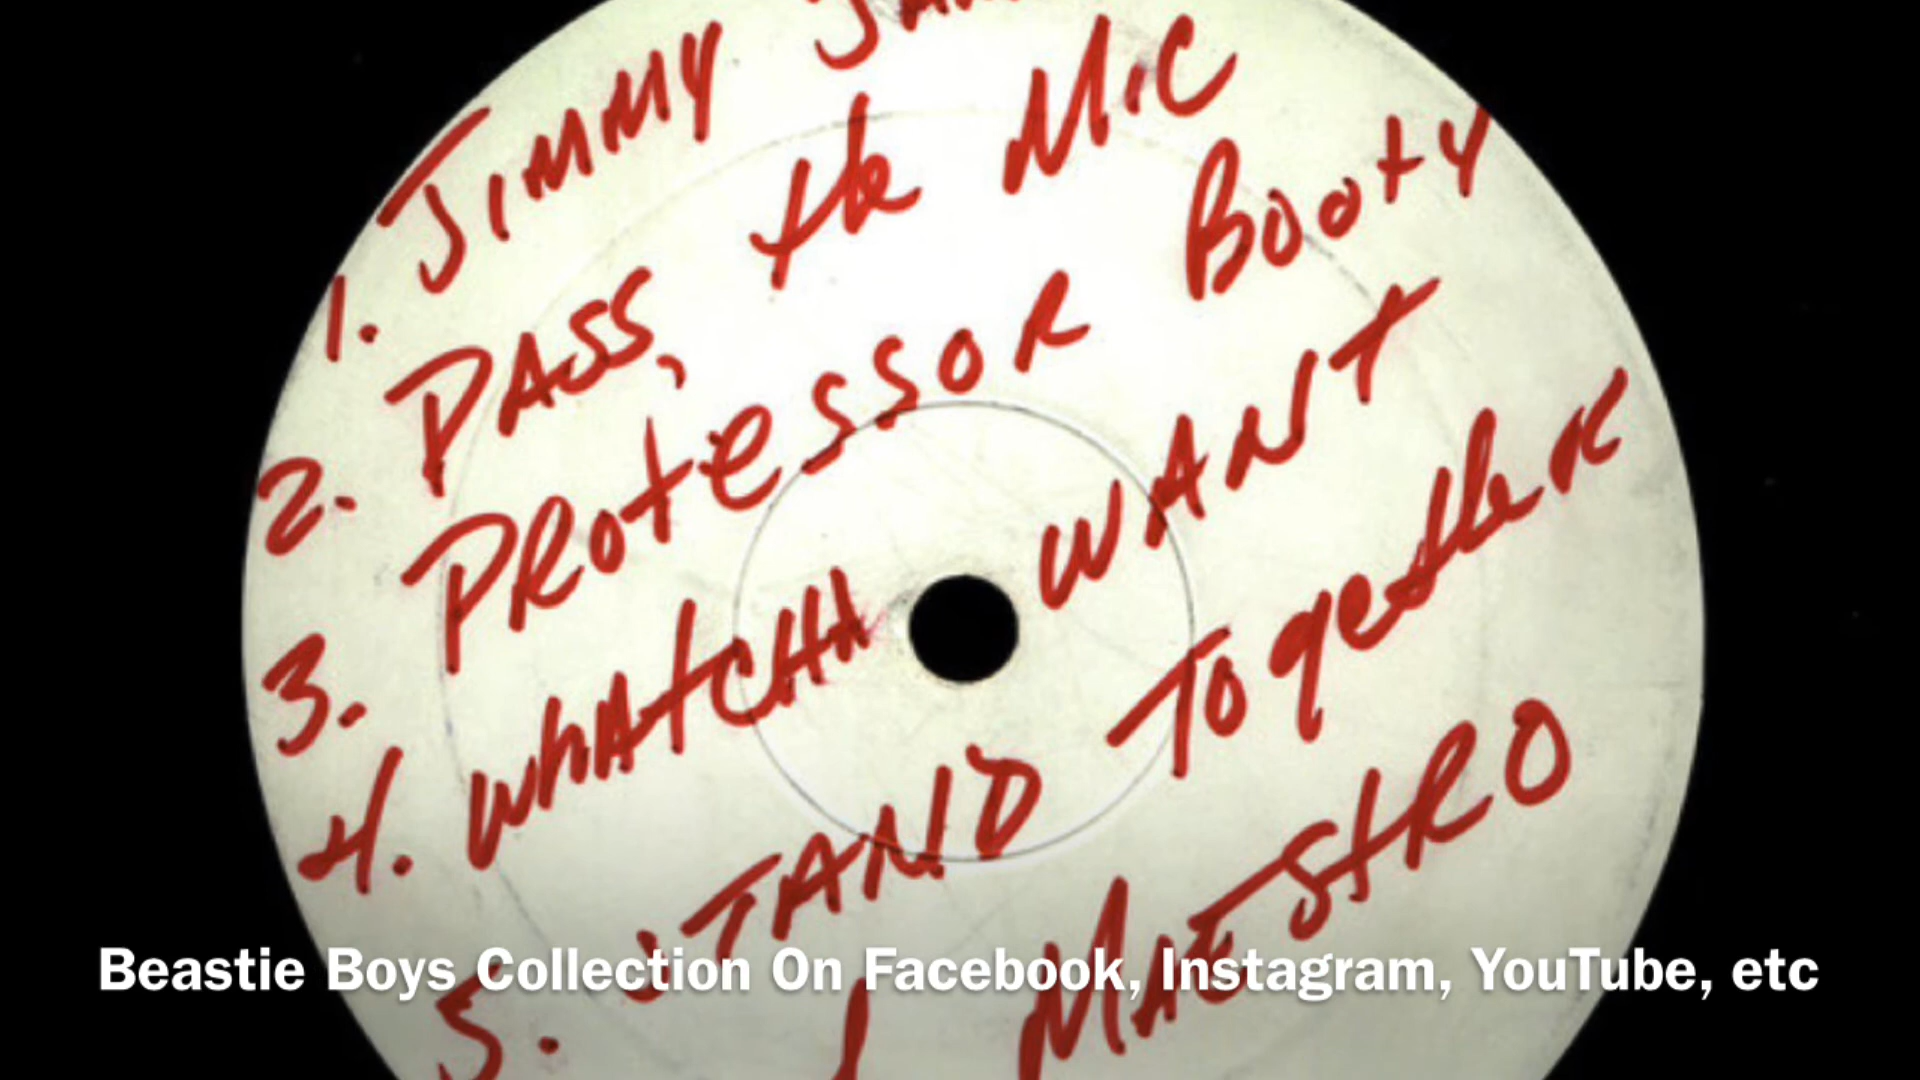 1. JIMMY
2. PASS, the MIC
3. PROfeSSOR BOOty
4. WhAtCHA WANT
5. STAND Together
MAESTRO
Beastie Boys Collection On Facebook, Instagram, YouTube, etc